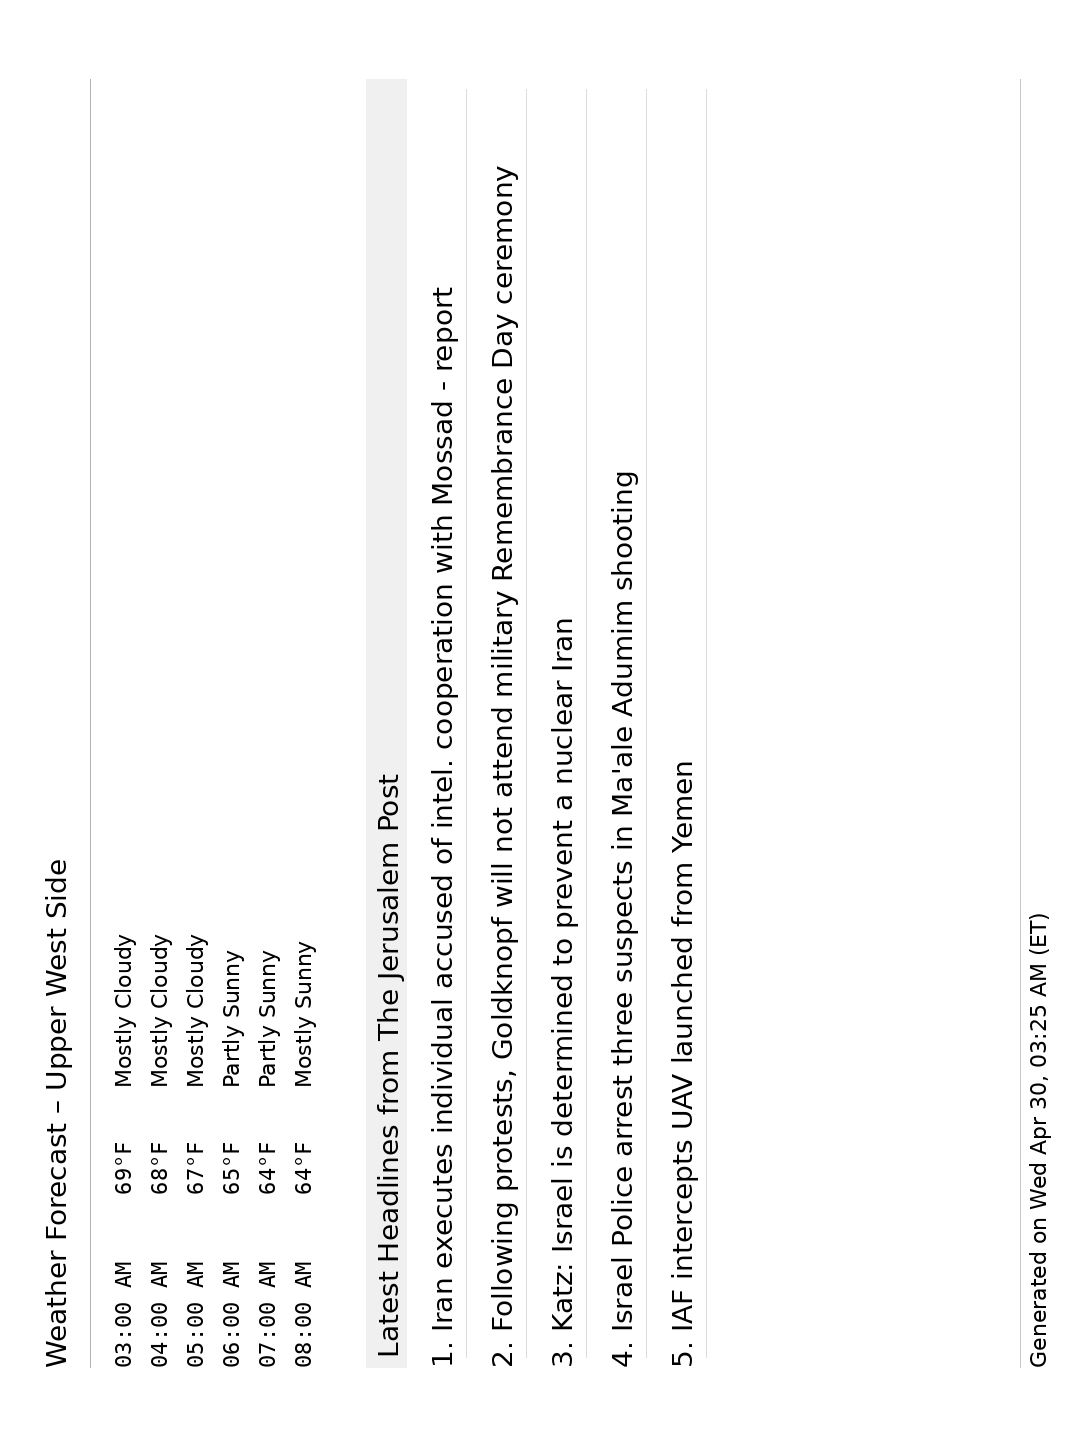 Weather Forecast – Upper West Side
03:00 AM 69°F Mostly Cloudy
04:00 AM 68°F Mostly Cloudy
05:00 AM 67°F Mostly Cloudy
06:00 AM 65°F Partly Sunny
07:00 AM 64°F Partly Sunny
08:00 AM 64°F Mostly Sunny
Latest Headlines from The Jerusalem Post
1. Iran executes individual accused of intel. cooperation with Mossad - report
2. Following protests, Goldknopf will not attend military Remembrance Day ceremony
3. Katz: Israel is determined to prevent a nuclear Iran
4. Israel Police arrest three suspects in Ma'ale Adumim shooting
5. IAF intercepts UAV launched from Yemen
Generated on Wed Apr 30, 03:25 AM (ET)